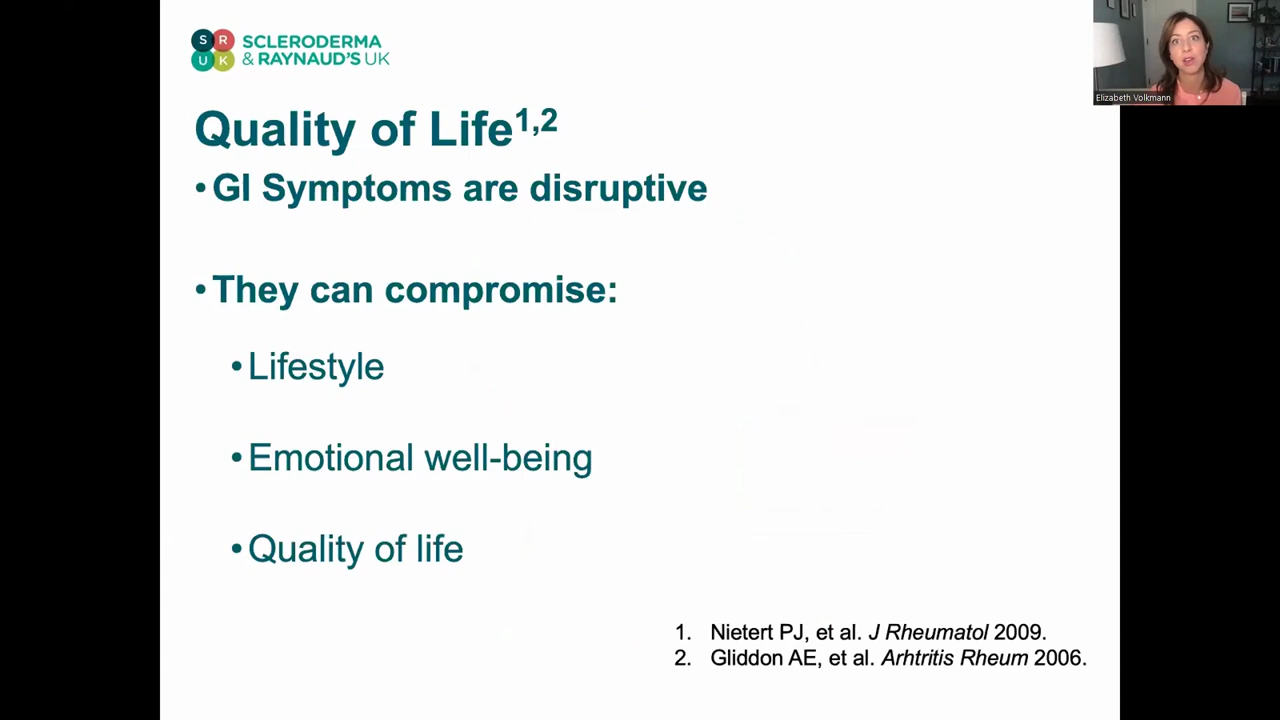 S R
U K
SCLERODERMA
& RAYNAUD'S UK
Elizabeth Volkmann
Quality of Life1,2
• GI Symptoms are disruptive
• They can compromise:
• Lifestyle
• Emotional well-being
• Quality of life
1. Nietert PJ, et al. J Rheumatol 2009.
2. Gliddon AE, et al. Arhtritis Rheum 2006.